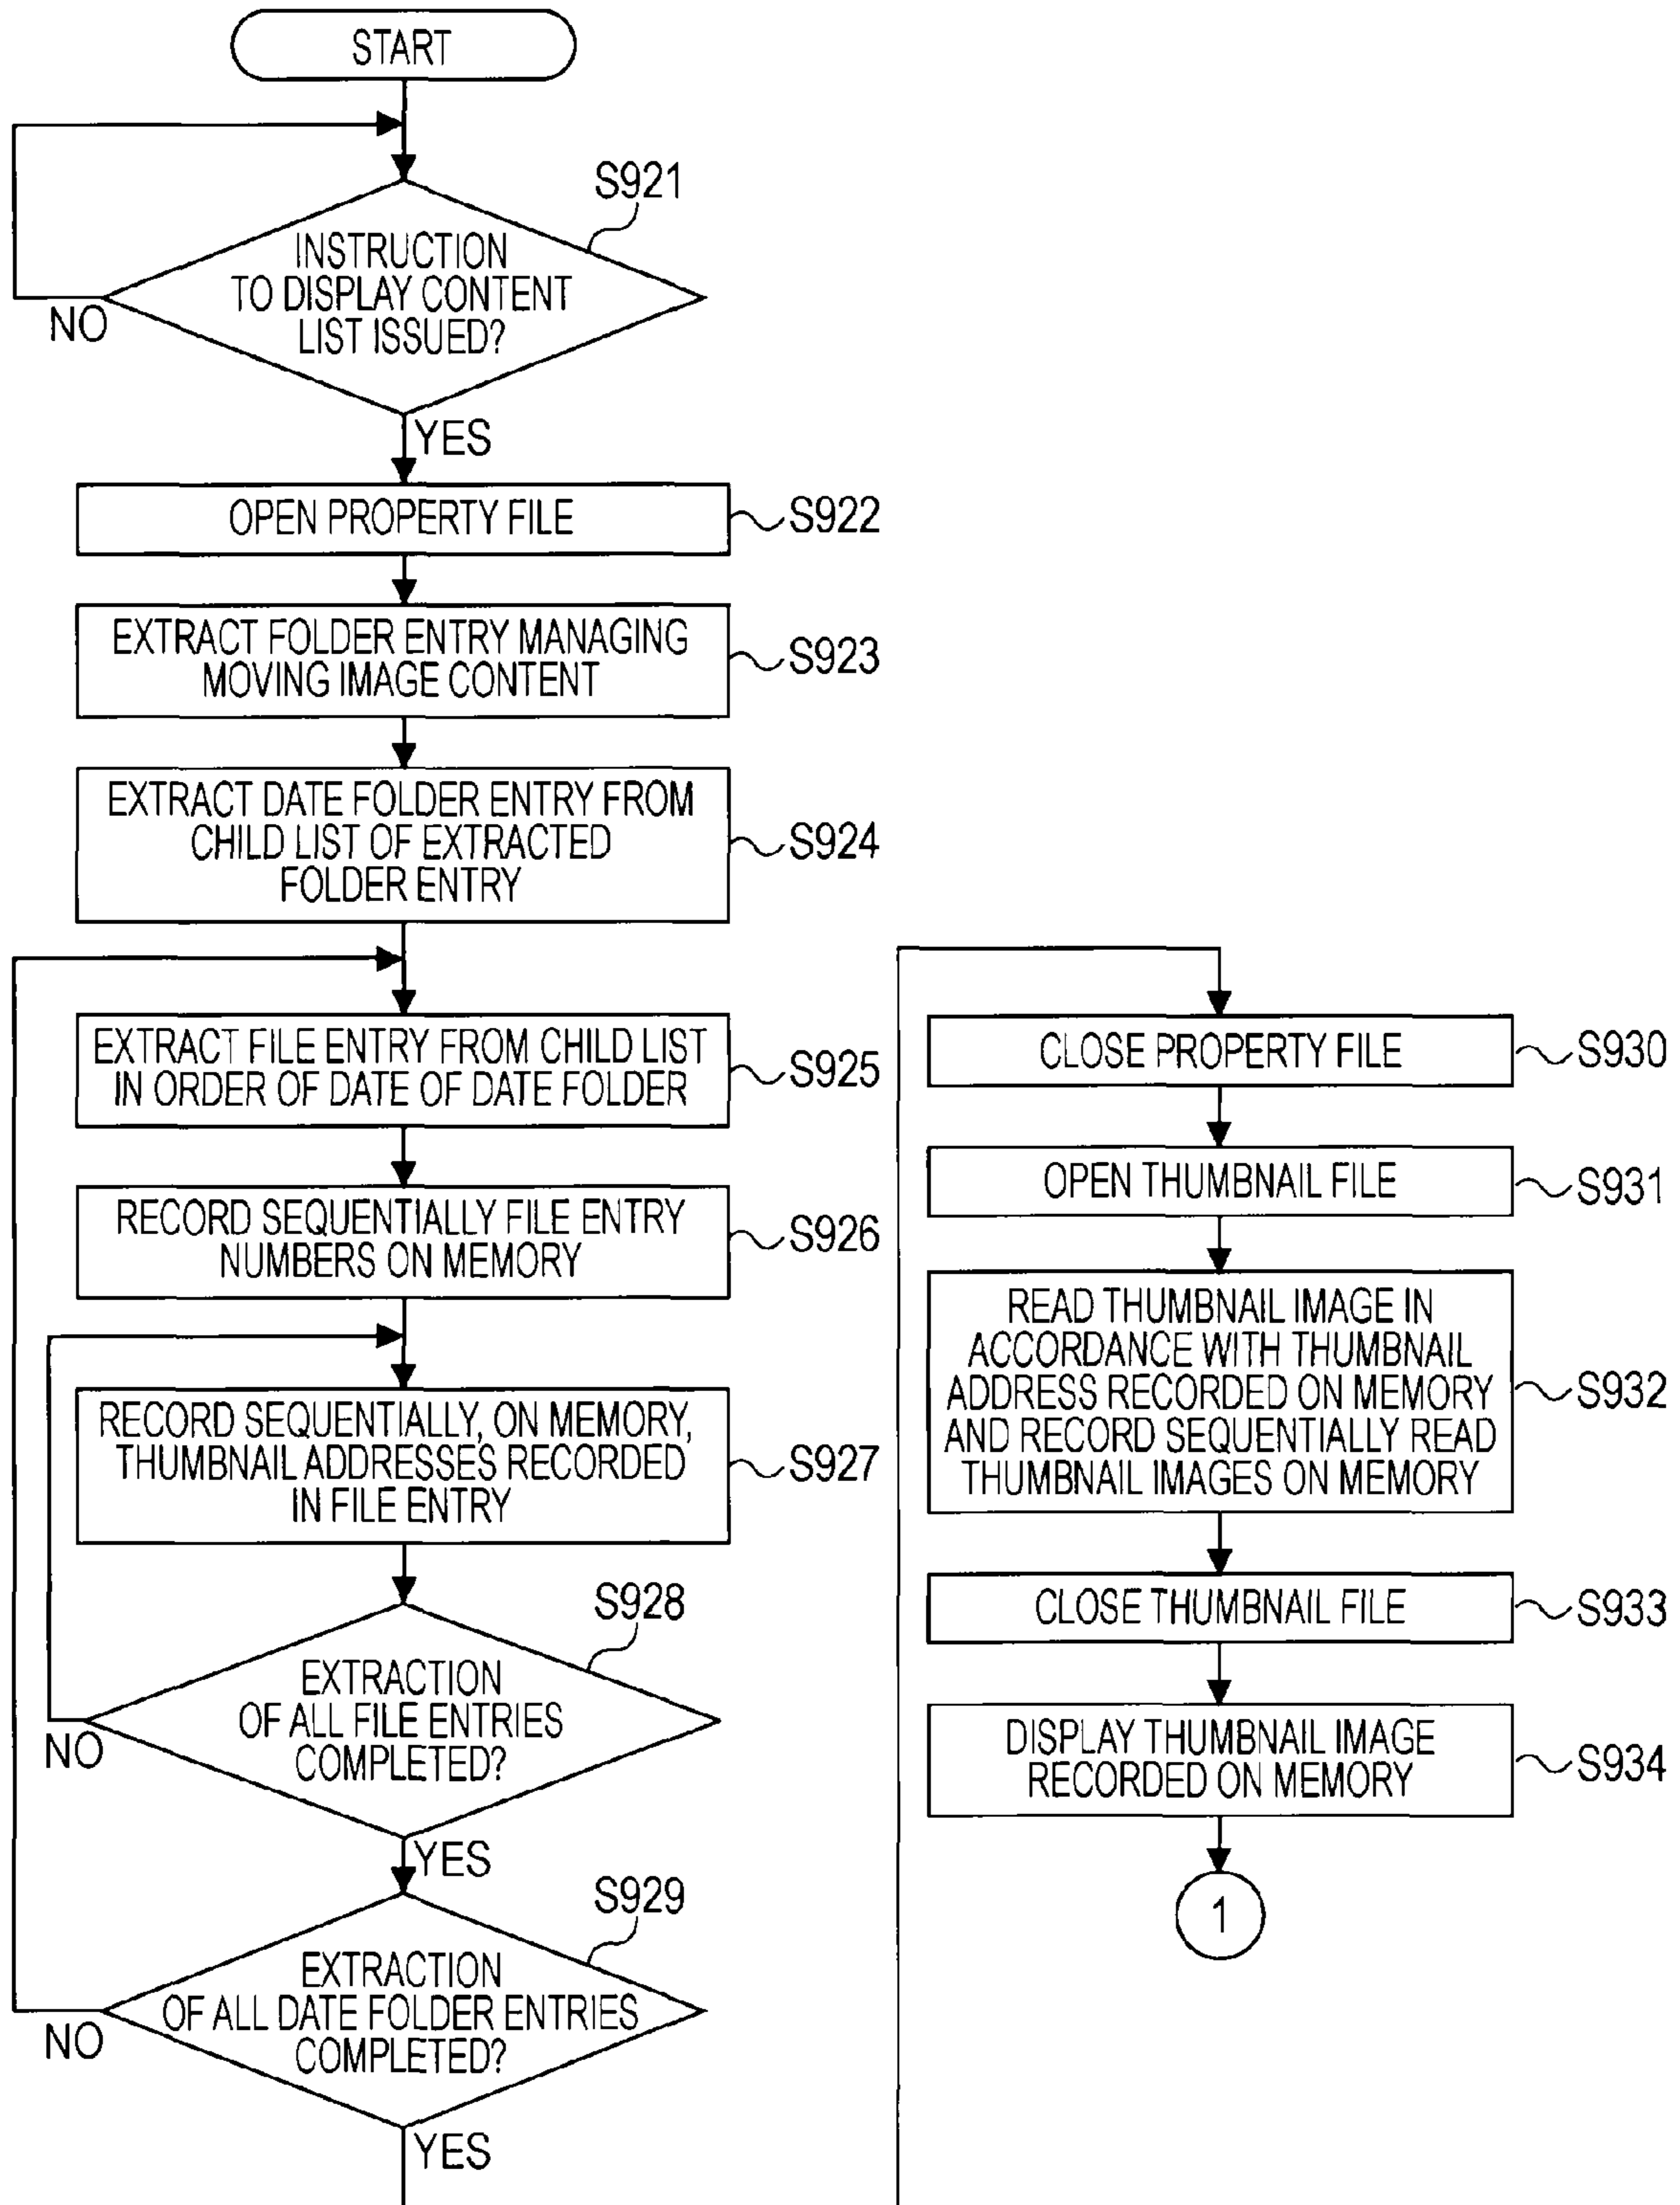 START
S921
INSTRUCTION
TO DISPLAY CONTENT
LIST ISSUED?
NO
YES
OPEN PROPERTY FILE
S922
EXTRACT FOLDER ENTRY MANAGING
MOVING IMAGE CONTENT
S923
EXTRACT DATE FOLDER ENTRY FROM
CHILD LIST OF EXTRACTED
FOLDER ENTRY
S924
EXTRACT FILE ENTRY FROM CHILD LIST
IN ORDER OF DATE OF DATE FOLDER
S925
RECORD SEQUENTIALLY FILE ENTRY
NUMBERS ON MEMORY
S926
RECORD SEQUENTIALLY, ON MEMORY,
THUMBNAIL ADDRESSES RECORDED
IN FILE ENTRY
S927
S928
EXTRACTION
OF ALL FILE ENTRIES
COMPLETED?
NO
YES
S929
EXTRACTION
OF ALL DATE FOLDER ENTRIES
COMPLETED?
NO
YES
CLOSE PROPERTY FILE
S930
OPEN THUMBNAIL FILE
S931
READ THUMBNAIL IMAGE IN
ACCORDANCE WITH THUMBNAIL
ADDRESS RECORDED ON MEMORY
AND RECORD SEQUENTIALLY READ
THUMBNAIL IMAGES ON MEMORY
S932
CLOSE THUMBNAIL FILE
S933
DISPLAY THUMBNAIL IMAGE
RECORDED ON MEMORY
S934
1